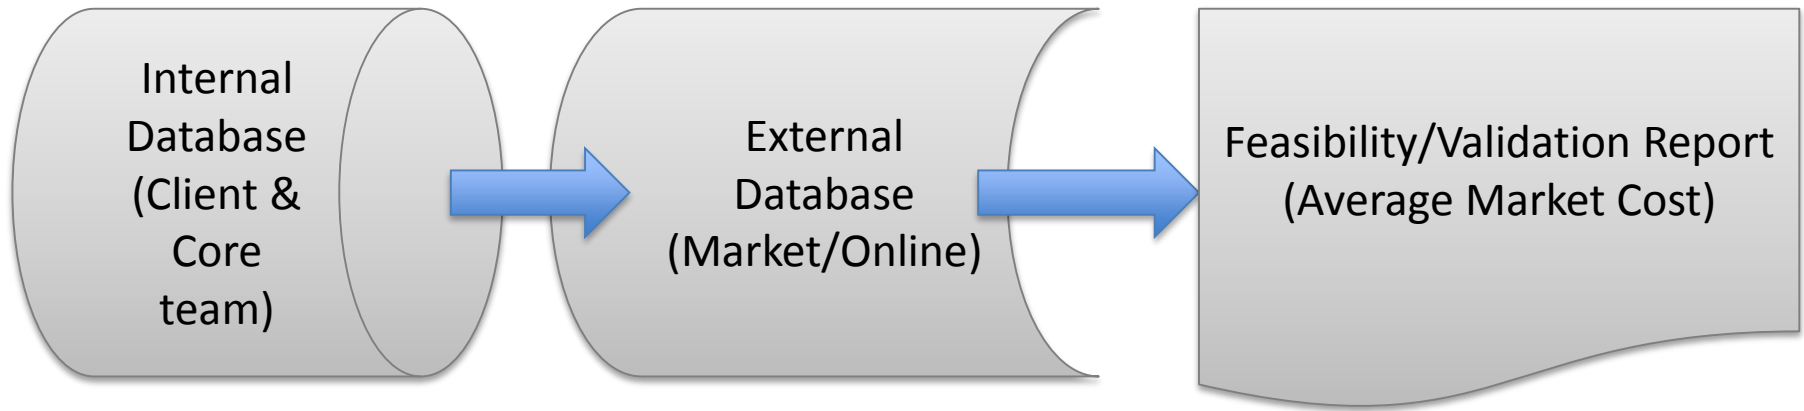 Internal
Database
(Client &
Core
team)
External
Database
(Market/Online)
Feasibility/Validation Report
(Average Market Cost)